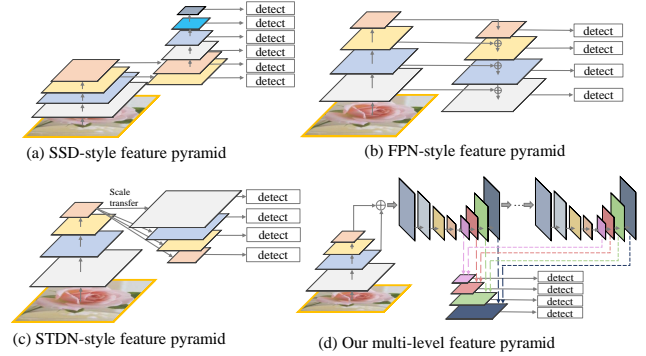 detect
detect
detect
detect
detect
detect
(a) SSD-style feature pyramid
detect
detect
detect
detect
(b) FPN-style feature pyramid
Scale
transfer
detect
detect
detect
detect
(c) STDN-style feature pyramid
...
detect
detect
detect
detect
(d) Our multi-level feature pyramid